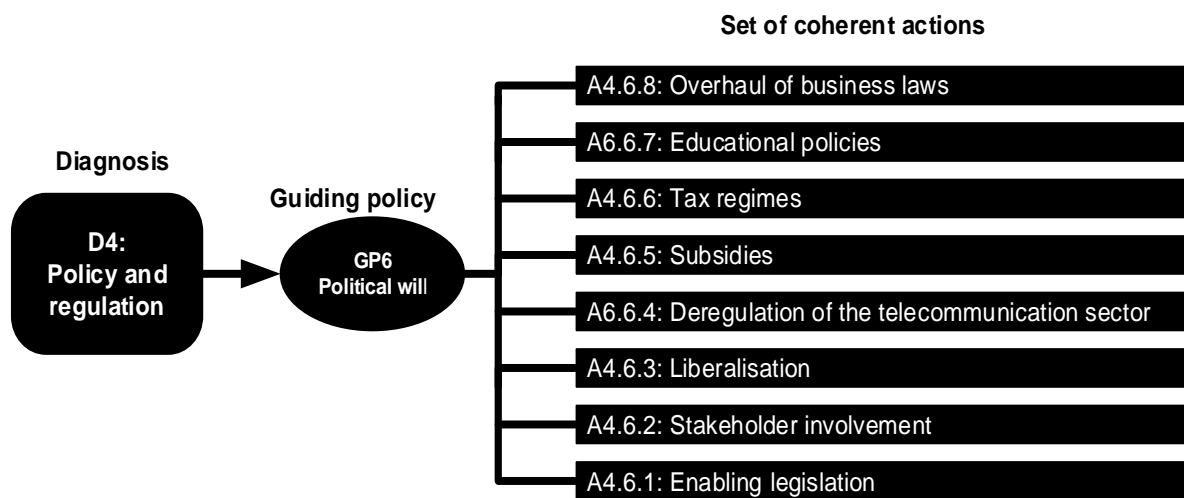 Set of coherent actions
Diagnosis
D4:
Policy and
regulation
Guiding policy
GP6
Political will
A4.6.8: Overhaul of business laws
A6.6.7: Educational policies
A4.6.6: Tax regimes
A4.6.5: Subsidies
A6.6.4: Deregulation of the telecommunication sector
A4.6.3: Liberalisation
A4.6.2: Stakeholder involvement
A4.6.1: Enabling legislation